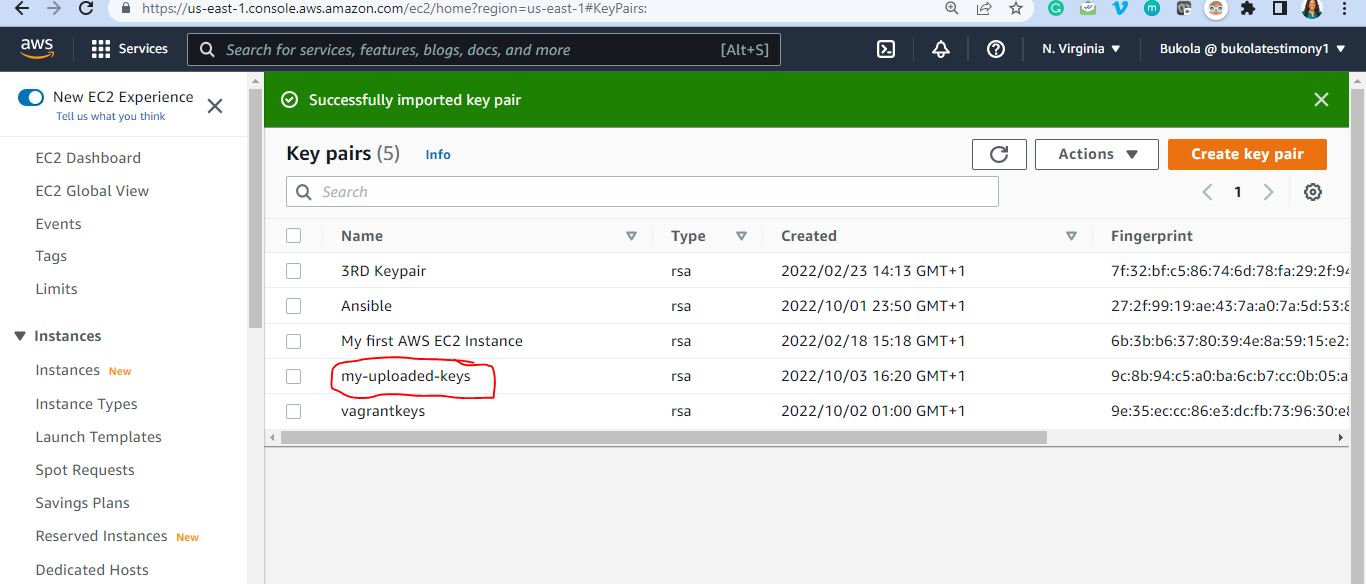 https://us-east-1.console.aws.amazon.com/ec2/home?region=us-east-1#KeyPairs:
aws Services Search for services, features, blogs, docs, and more [Alt+S] N. Virginia Bukola @ bukolatestimony1
New EC2 Experience
Tell us what you think
EC2 Dashboard
EC2 Global View
Events
Tags
Limits
Instances
Instances New
Instance Types
Launch Templates
Spot Requests
Savings Plans
Reserved Instances New
Dedicated Hosts
Successfully imported key pair
Key pairs (5) Info Actions Create key pair
Search 1
Name Type Created Fingerprint
3RD Keypair rsa 2022/02/23 14:13 GMT+1 7f:32:bf:c5:86:74:6d:78:fa:29:2f:94
Ansible rsa 2022/10/01 23:50 GMT+1 27:2f:99:19:ae:43:7a:a0:7a:5d:53:8
My first AWS EC2 Instance rsa 2022/02/18 15:18 GMT+1 6b:3b:b6:37:80:39:4e:8a:59:15:e2:
my-uploaded-keys rsa 2022/10/03 16:20 GMT+1 9c:8b:94:c5:a0:ba:6c:b7:cc:0b:05:a
vagrantkeys rsa 2022/10/02 01:00 GMT+1 9e:35:ec:cc:86:e3:dc:fb:73:96:30:e8